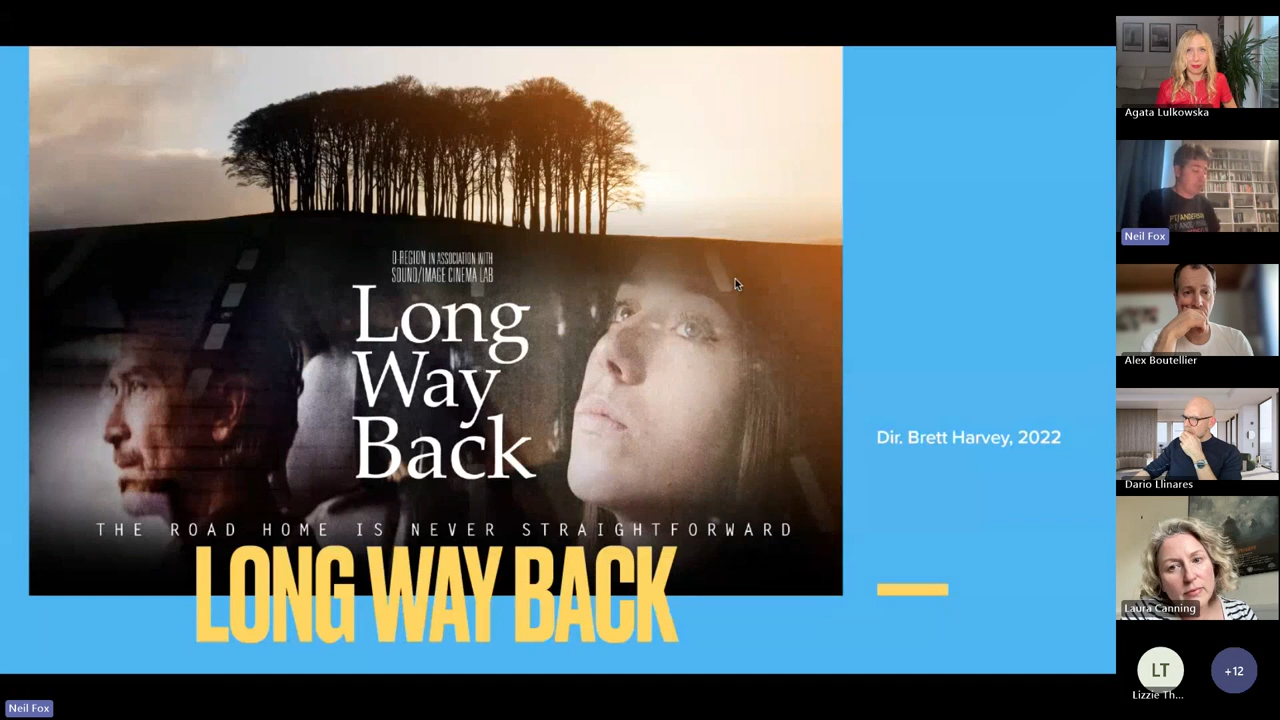 D-REGION IN ASSOCIATION WITH
SOUND/IMAGE CINEMA LAB
Long
Way
Back
THE ROAD HOME IS NEVER STRAIGHTFORWARD
LONG WAY BACK
Dir. Brett Harvey, 2022
Agata Lulkowska
Neil Fox
Alex Boutellier
Dario Llinares
Laura Canning
LT
Lizzie Th...
+12
Neil Fox